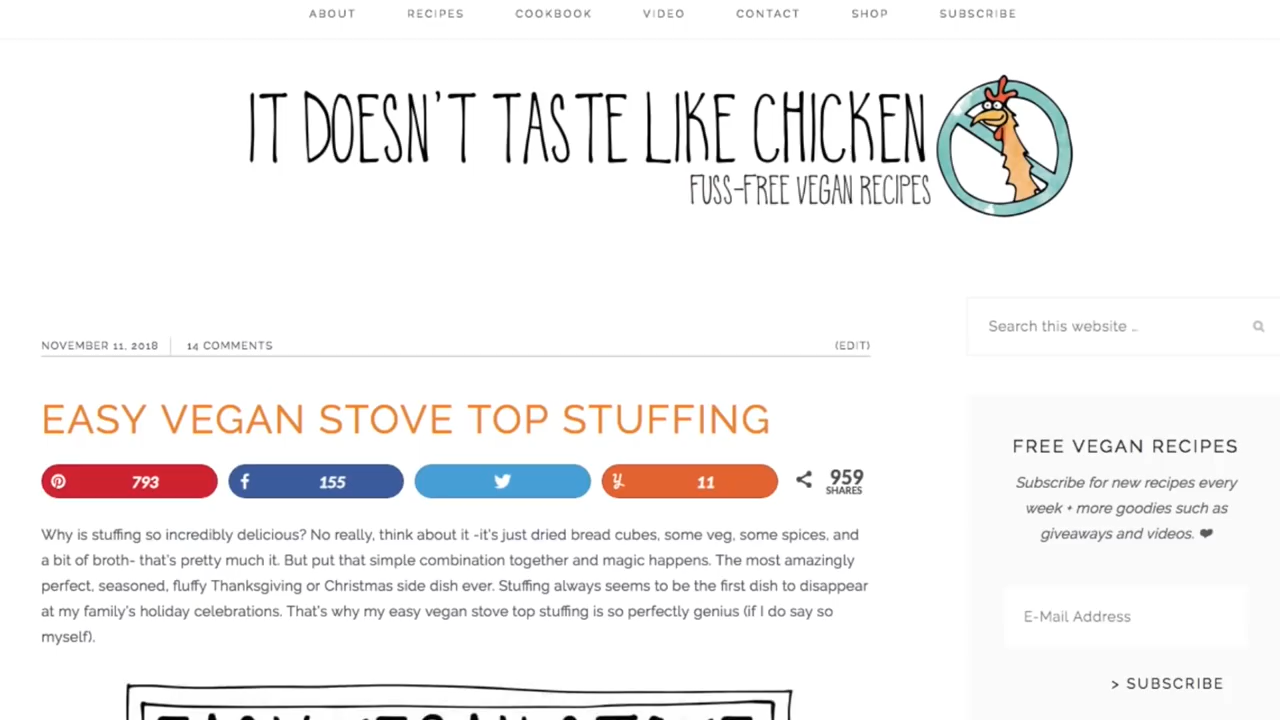 ABOUT RECIPES COOKBOOK VIDEO CONTACT SHOP SUBSCRIBE
IT DOESN'T TASTE LIKE CHICKEN
FUSS-FREE VEGAN RECIPES
Search this website …
NOVEMBER 11, 2018 14 COMMENTS (EDIT)
EASY VEGAN STOVE TOP STUFFING
793 155 11 959
SHARES
Why is stuffing so incredibly delicious? No really, think about it -it's just dried bread cubes, some veg, some spices, and
a bit of broth- that's pretty much it. But put that simple combination together and magic happens. The most amazingly
perfect, seasoned, fluffy Thanksgiving or Christmas side dish ever. Stuffing always seems to be the first dish to disappear
at my family's holiday celebrations. That's why my easy vegan stove top stuffing is so perfectly genius (if I do say so
myself).
FREE VEGAN RECIPES
Subscribe for new recipes every
week + more goodies such as
giveaways and videos. ❤
E-Mail Address
> SUBSCRIBE